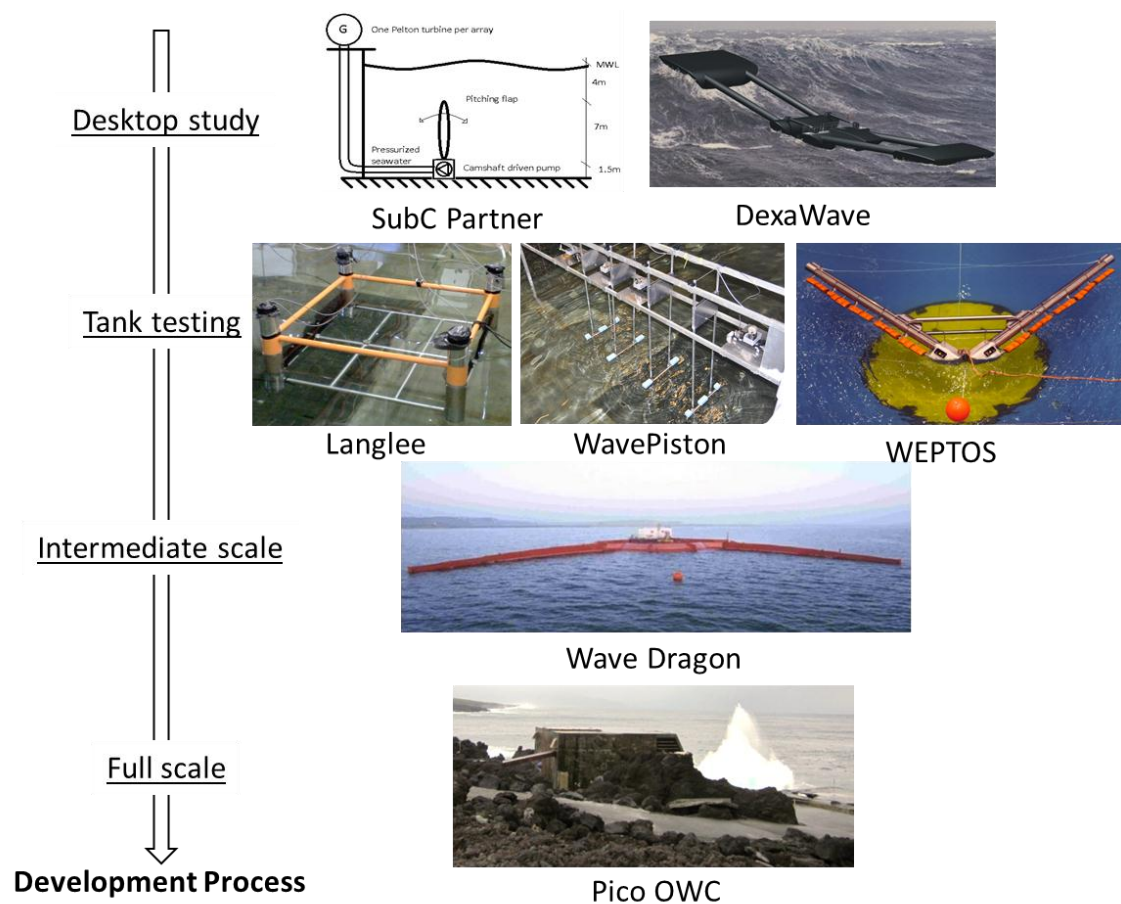 G
One Pelton turbine per array
MWL
4m
Pitching flap
7m
Pressurized
seawater
Camshaft driven pump
1.5m
Desktop study
SubC Partner
DexaWave
Tank testing
Langlee
WavePiston
WEPTOS
Intermediate scale
Wave Dragon
Full scale
Pico OWC
Development Process